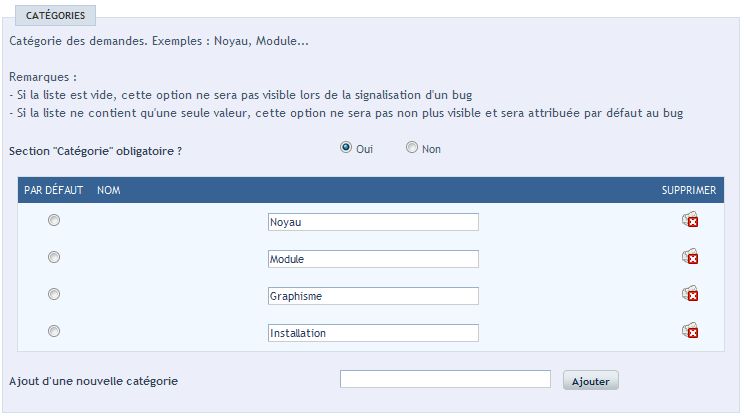 CATÉGORIES
Catégorie des demandes. Exemples : Noyau, Module...
Remarques :
- Si la liste est vide, cette option ne sera pas visible lors de la signalisation d'un bug
- Si la liste ne contient qu'une seule valeur, cette option ne sera pas non plus visible et sera attribuée par défaut au bug
Section "Catégorie" obligatoire ? Oui Non
PAR DÉFAUT NOM SUPPRIMER
Noyau
Module
Graphisme
Installation
Ajout d'une nouvelle catégorie Ajouter